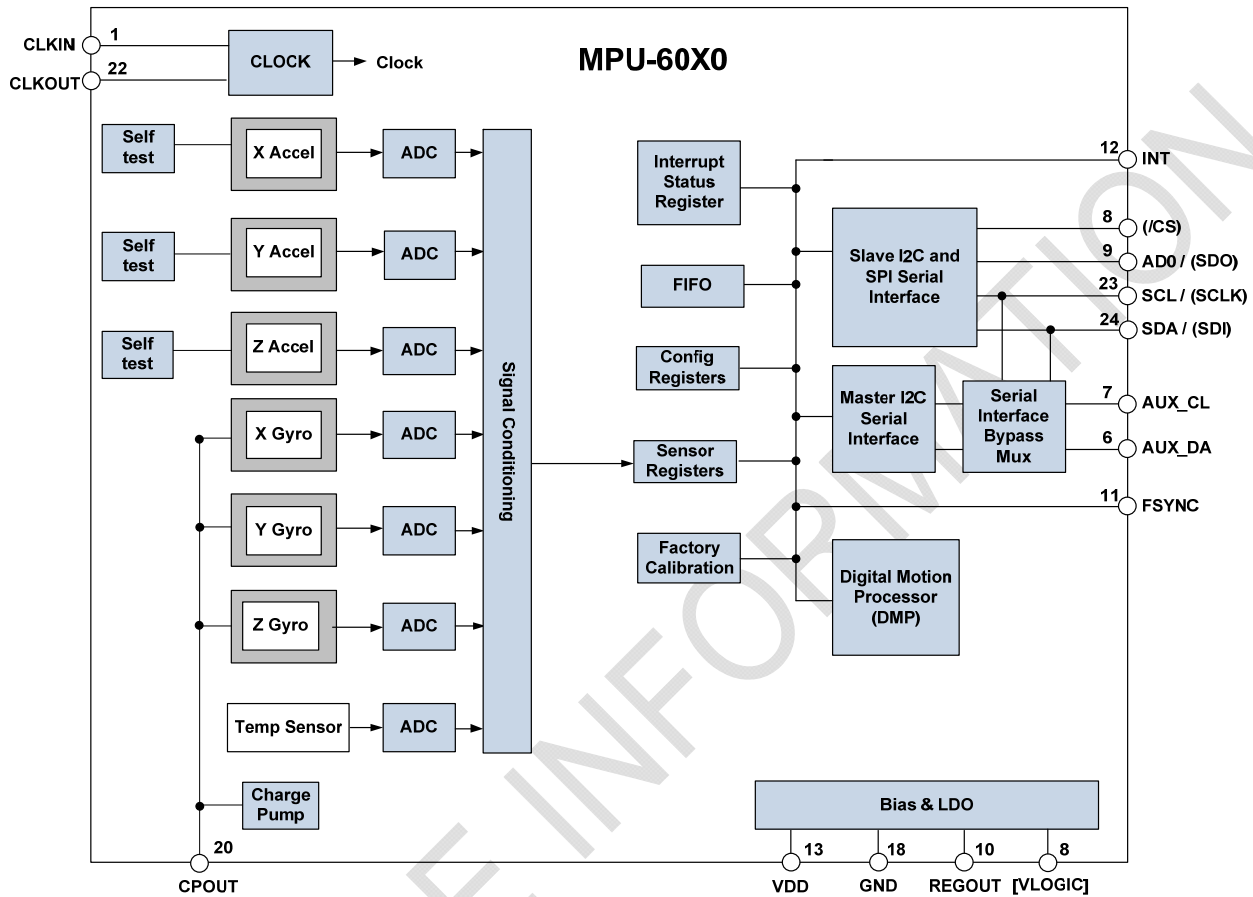 MPU-60X0
CLKIN
1
CLKOUT
22
CLOCK
Clock
Self
test
X Accel
ADC
Self
test
Y Accel
ADC
Self
test
Z Accel
ADC
X Gyro
ADC
Y Gyro
ADC
Z Gyro
ADC
Temp Sensor
ADC
Charge
Pump
20
CPOUT
Signal Conditioning
Interrupt
Status
Register
FIFO
Config
Registers
Sensor
Registers
Factory
Calibration
Slave I2C and
SPI Serial
Interface
Master I2C
Serial
Interface
Serial
Interface
Bypass
Mux
Digital Motion
Processor
(DMP)
12
INT
8
(/CS)
9
AD0 / (SDO)
23
SCL / (SCLK)
24
SDA / (SDI)
7
AUX_CL
6
AUX_DA
11
FSYNC
Bias & LDO
13
VDD
18
GND
10
REGOUT
8
[VLOGIC]
E INFORMATION